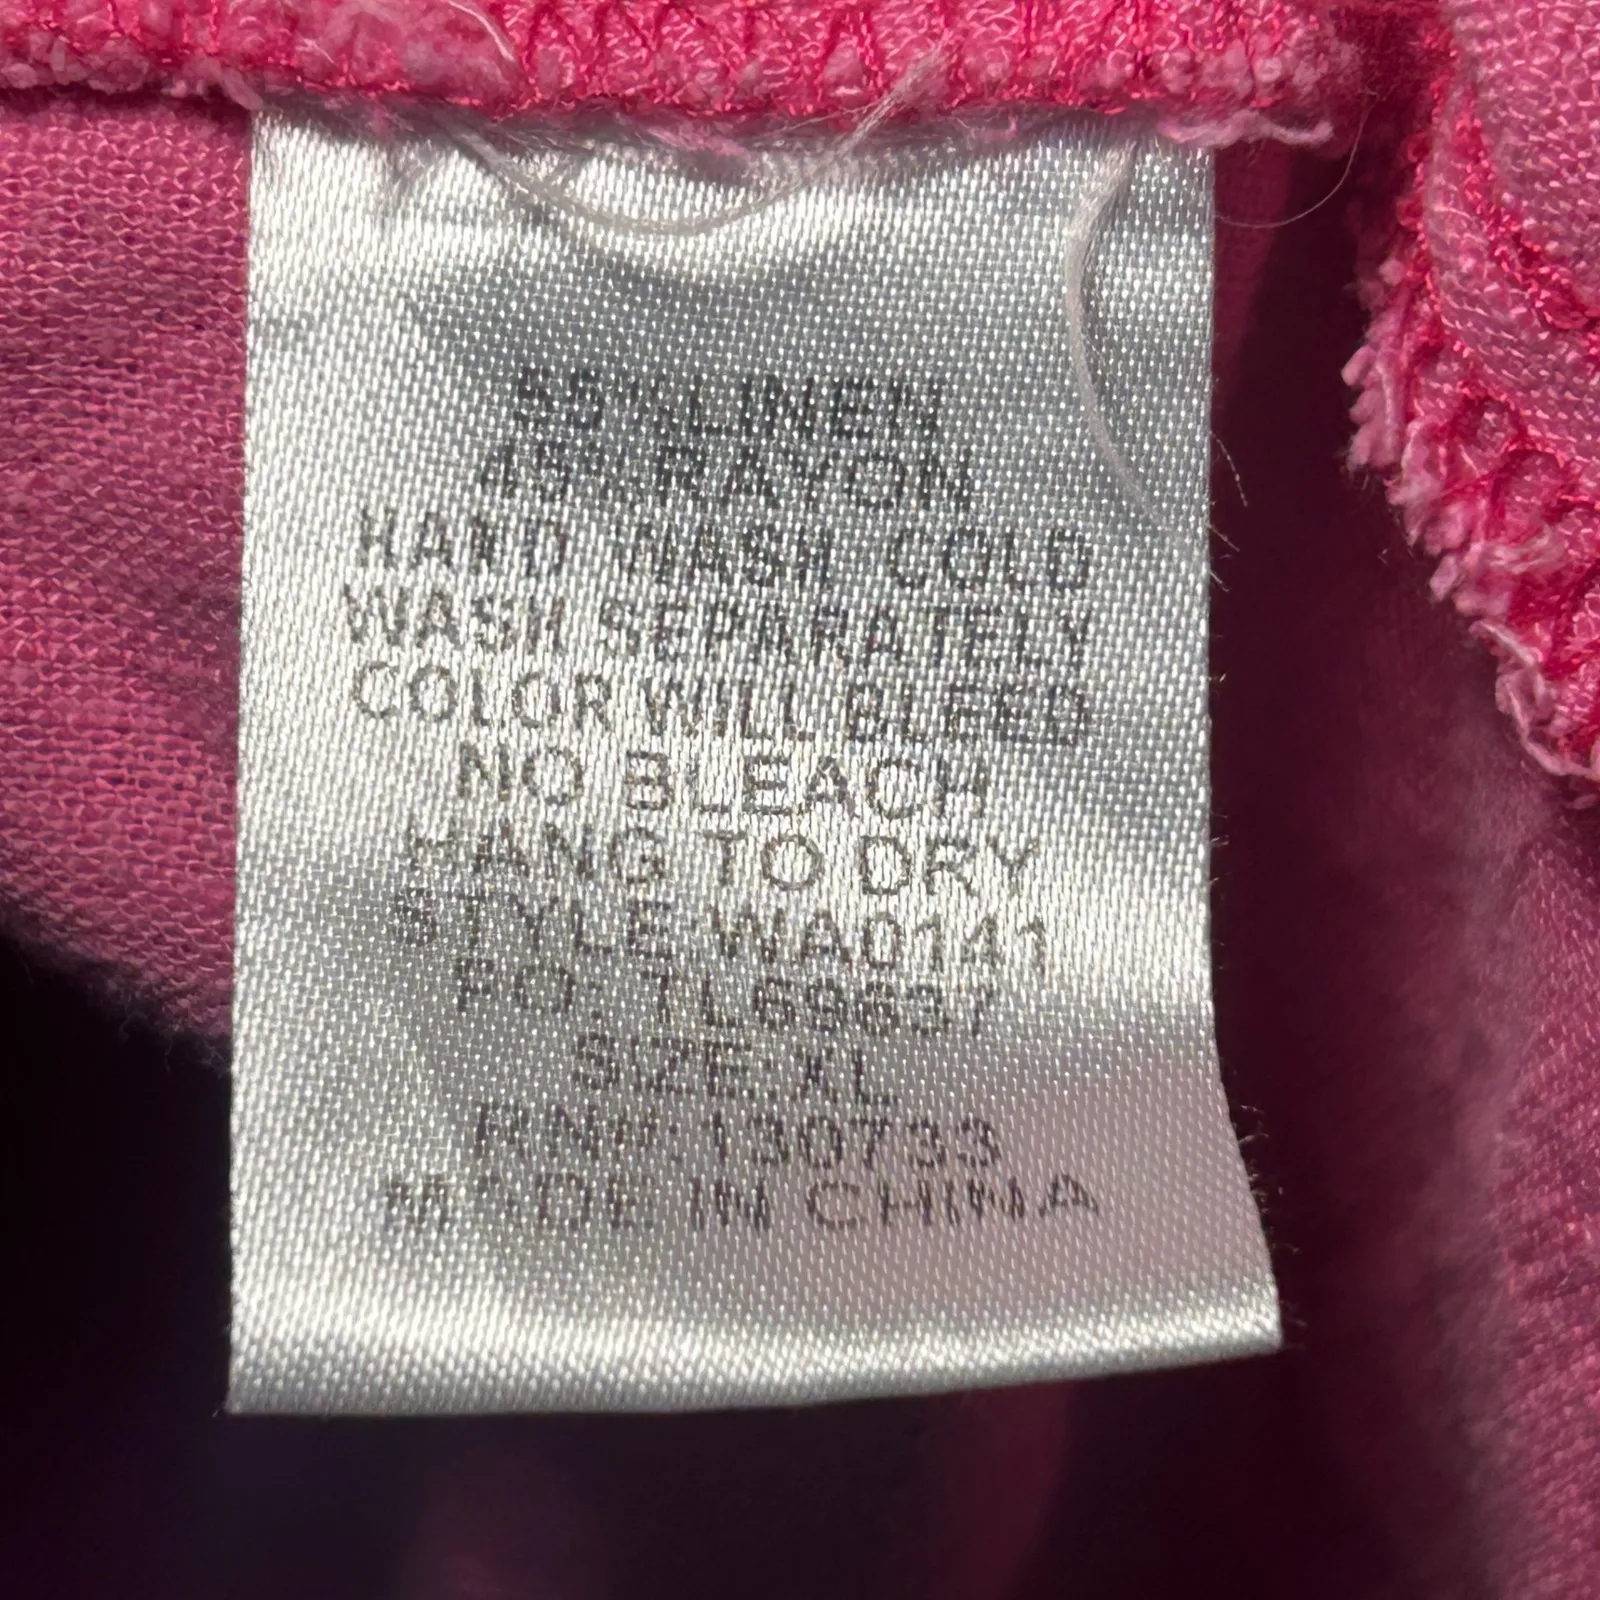 55% LINEN
45% RAYON
HAND WASH COLD
WASH SEPARATELY
COLOR WILL BLEED
NO BLEACH
HANG TO DRY
STYLE:WA0141
PO: TL69637
SIZE:XL
RN#:130733
MADE IN CHINA